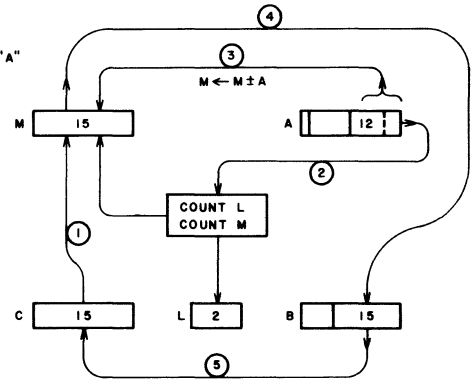 4
"A"
3
M ← M ± A
M 15
A 12
2
COUNT L
COUNT M
1
C 15
L 2
B 15
5